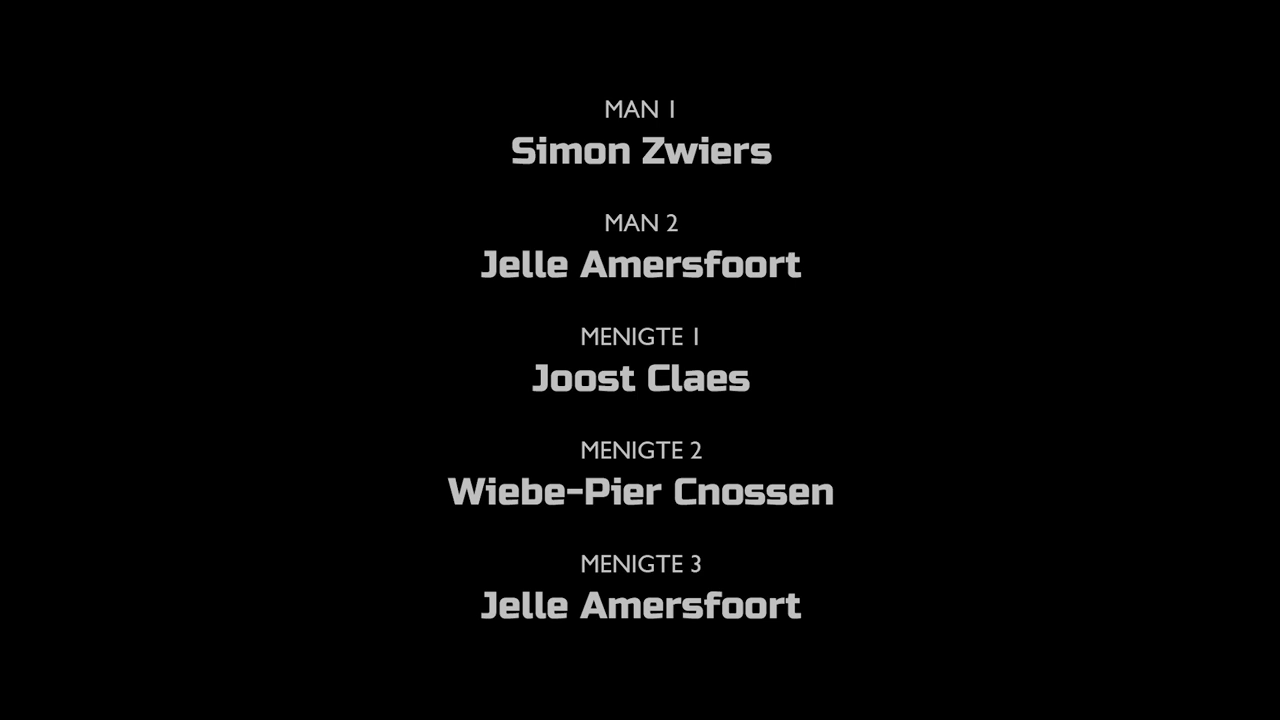 MAN 1
Simon Zwiers
MAN 2
Jelle Amersfoort
MENIGTE 1
Joost Claes
MENIGTE 2
Wiebe-Pier Cnossen
MENIGTE 3
Jelle Amersfoort